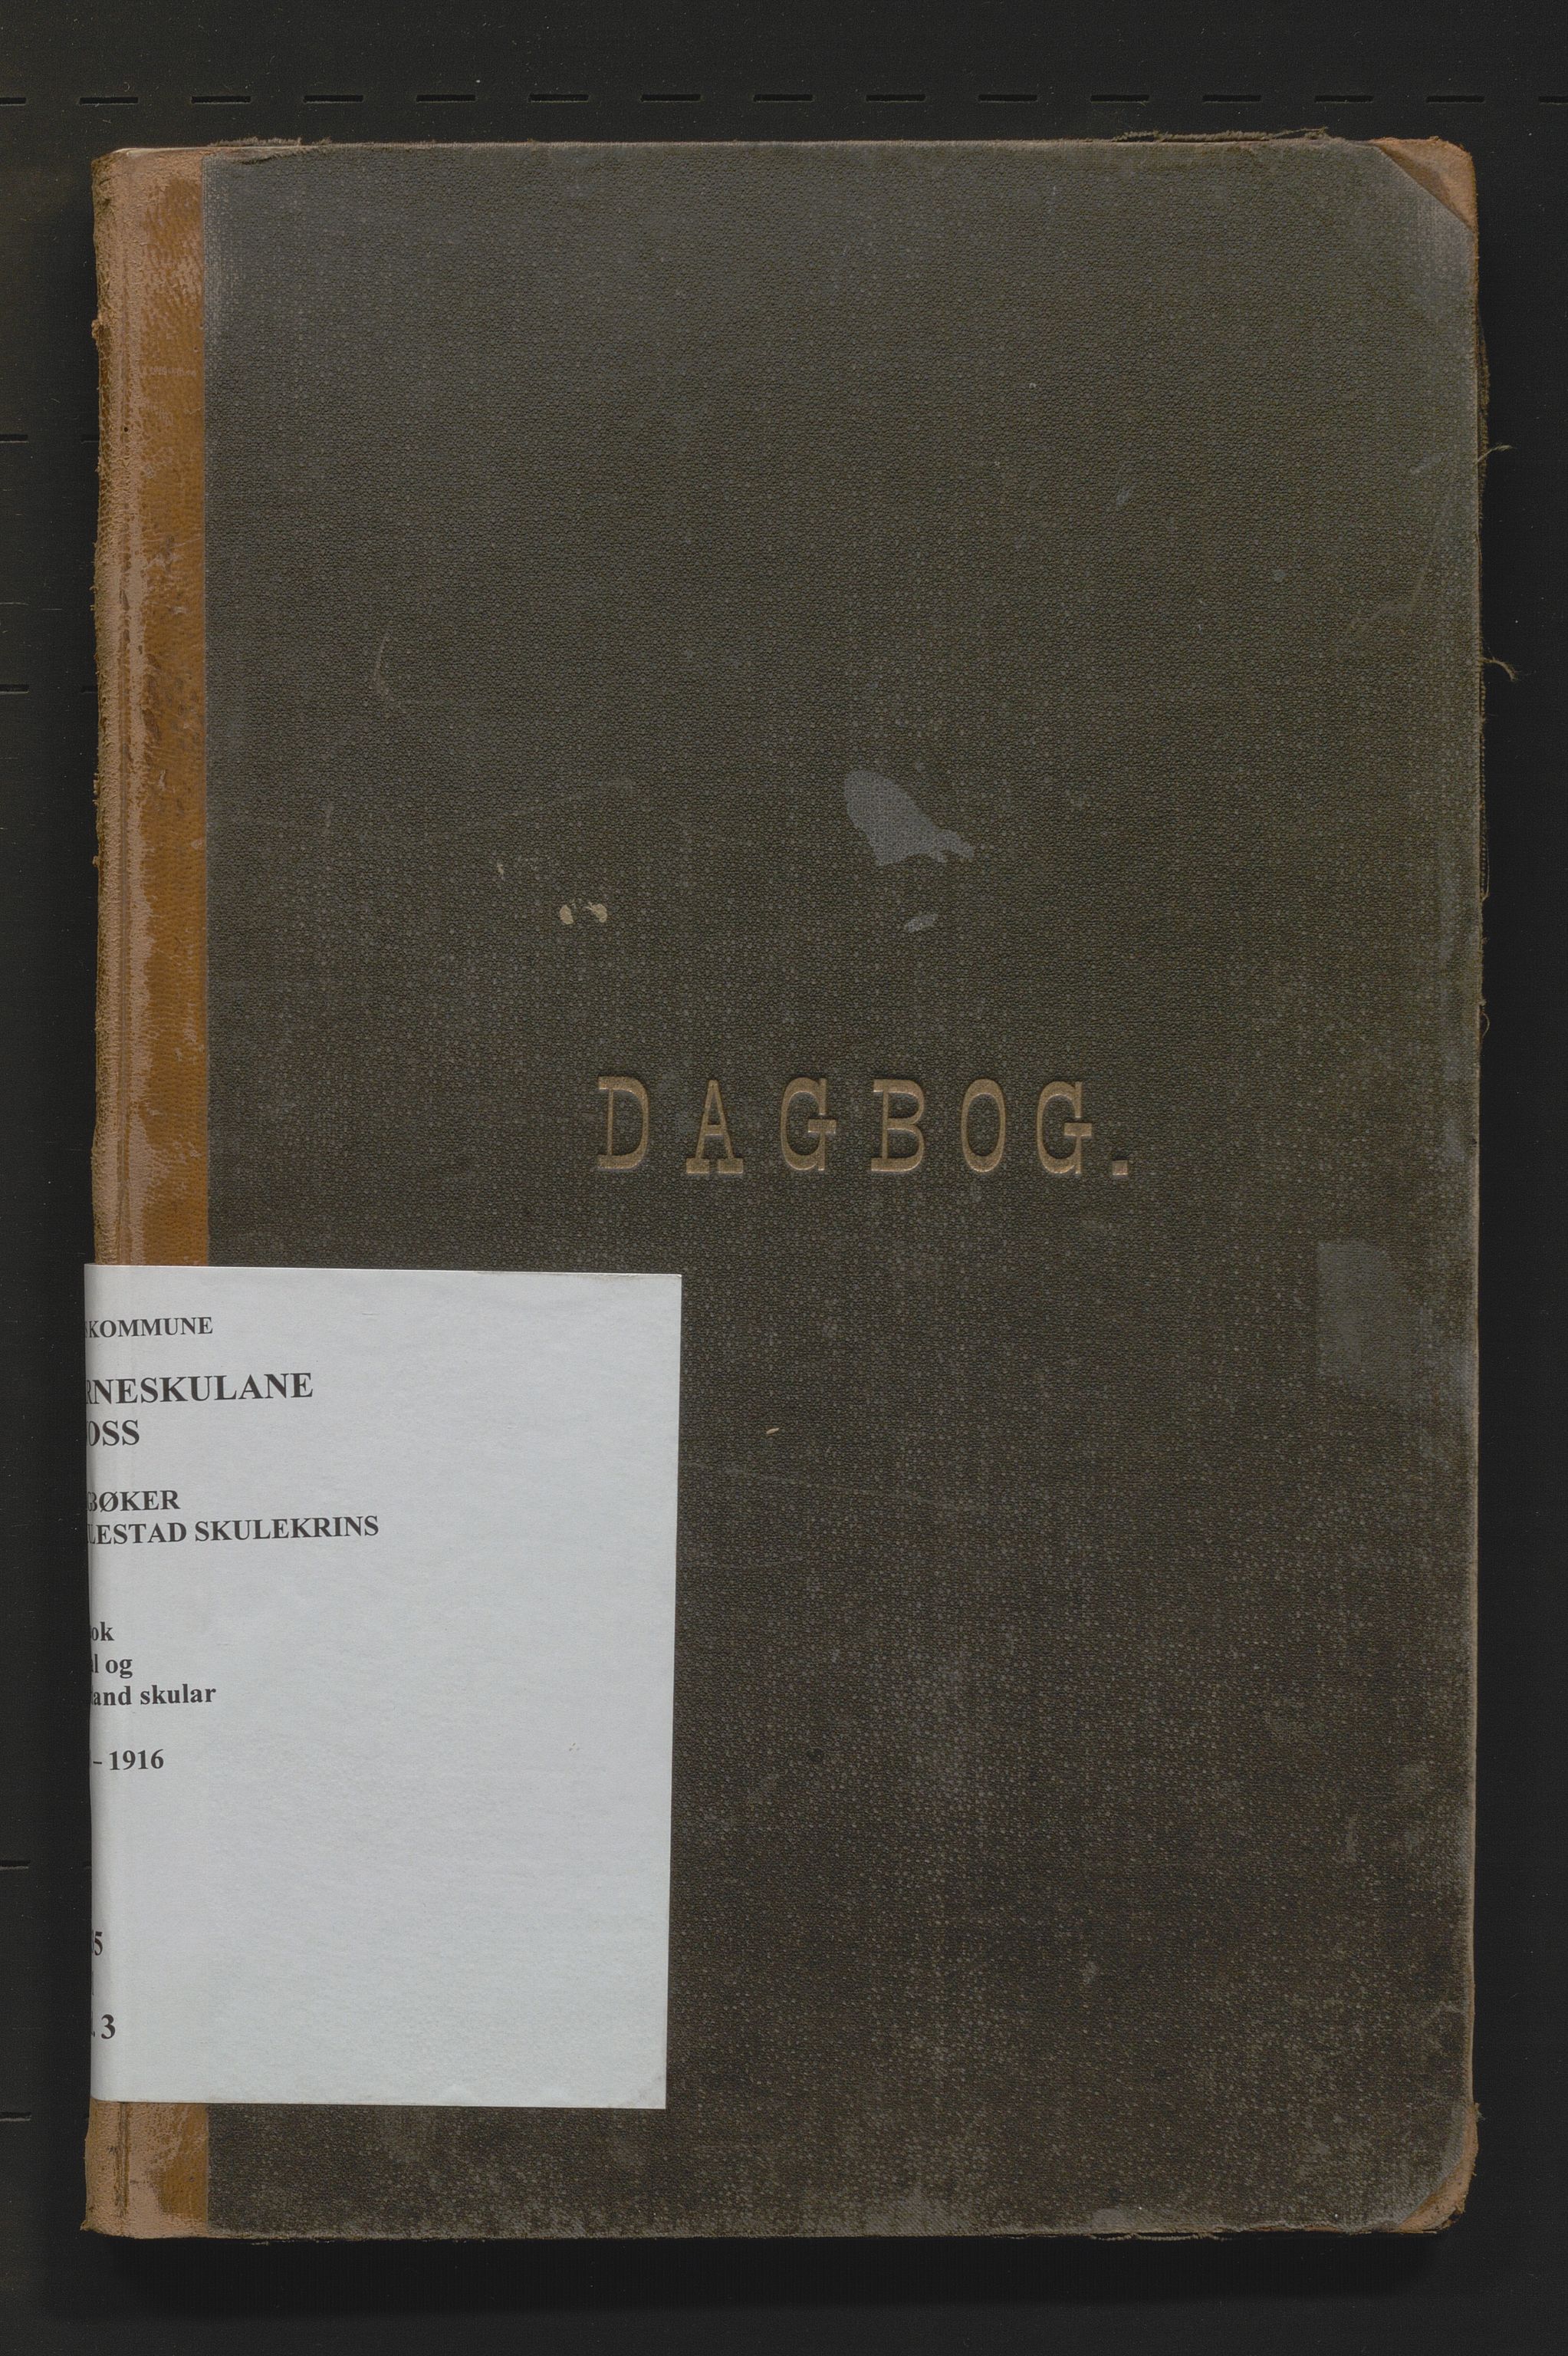 DAGBOG.
KOMMUNE
RNESKULANE
OSS
BØKER
LESTAD SKULEKRINS
ok
l og
and skular
– 1916
5
. 3